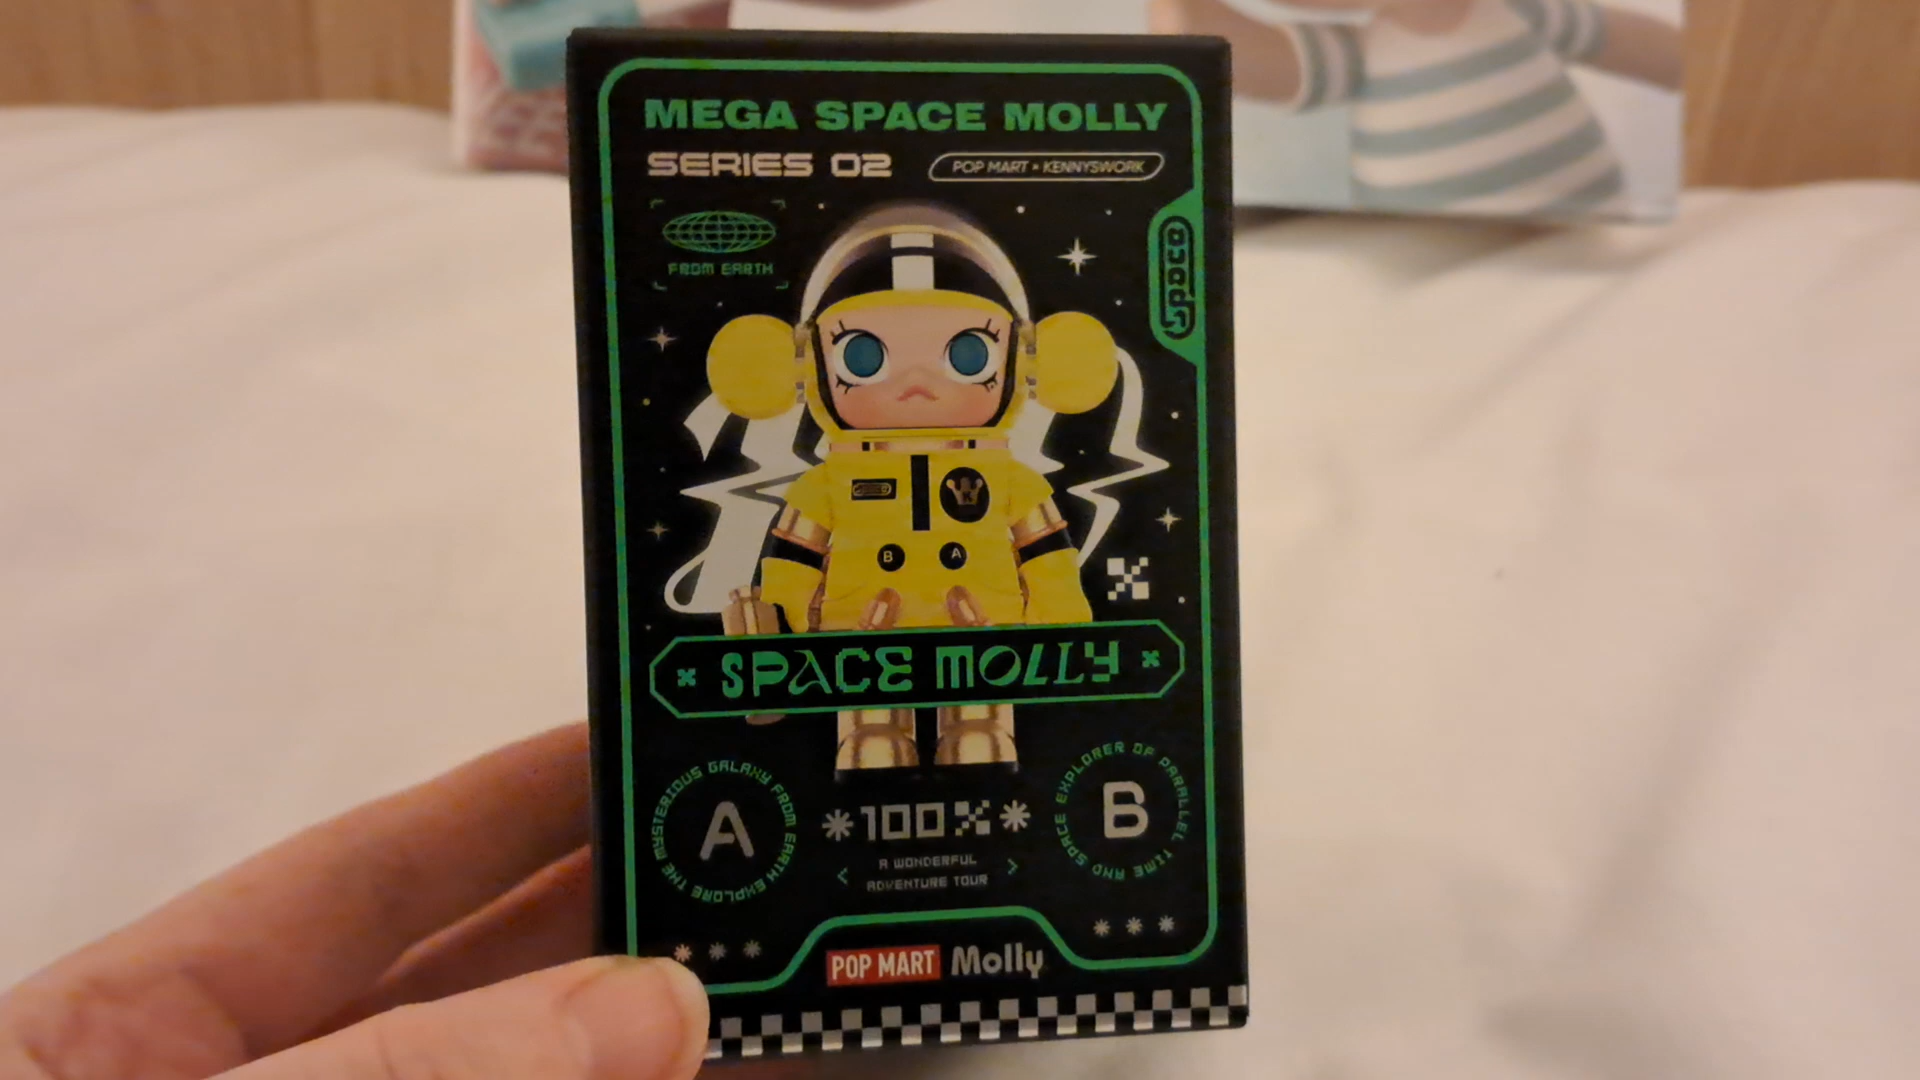 MEGA SPACE MOLLY
SERIES 02
POP MART × KENNYSWORK
FROM EARTH
space
K
B A
SPACE MOLLY
EXPLORE THE MYSTERIOUS GALAXY FROM EARTH
A
100%
A WONDERFUL
ADVENTURE TOUR
EXPLORER OF PARALLEL TIME AND SPACE
B
POP MART Molly